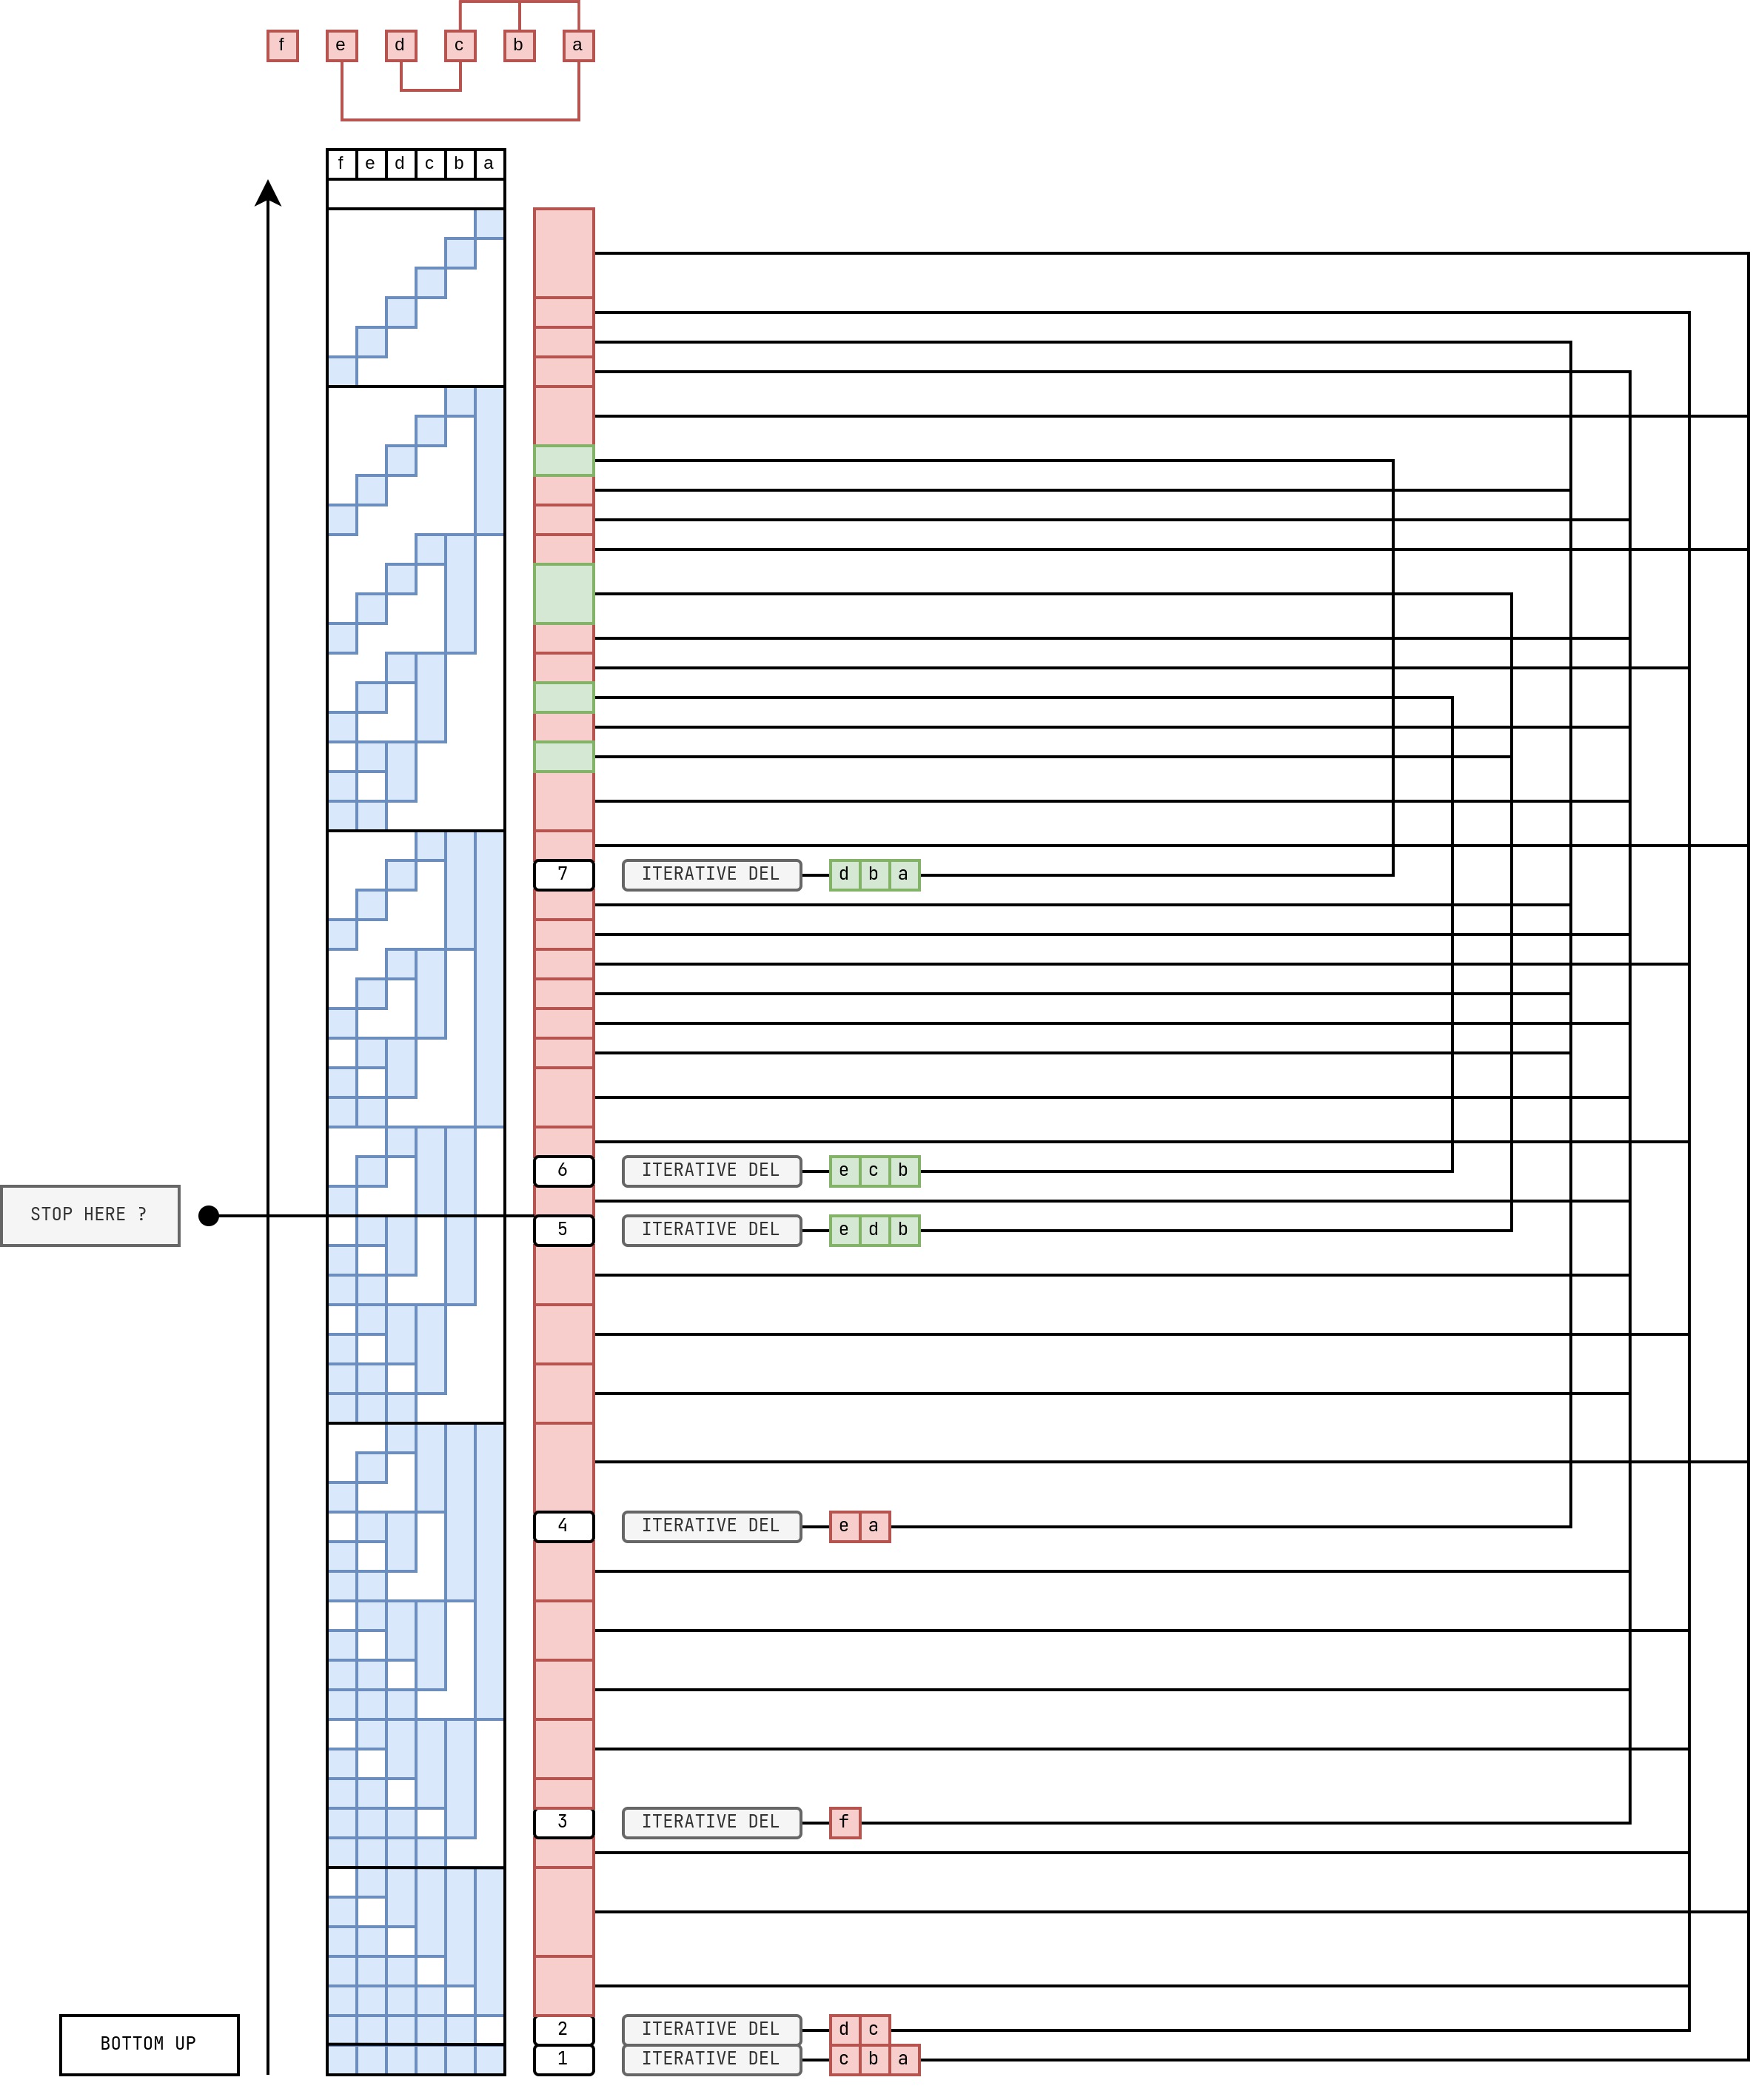 f e d c b a
f e d c b a
7 ITERATIVE DEL d b a
6 ITERATIVE DEL e c b
STOP HERE ?
5 ITERATIVE DEL e d b
4 ITERATIVE DEL e a
3 ITERATIVE DEL f
2 ITERATIVE DEL d c
BOTTOM UP
1 ITERATIVE DEL c b a